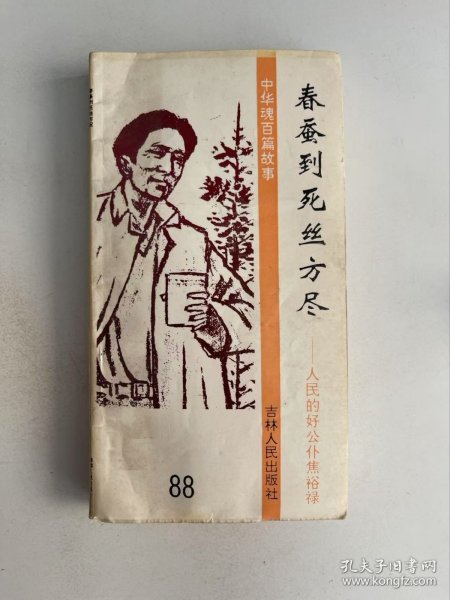 春蚕到死丝方尽
——人民的好公仆焦裕禄
中华魂百篇故事
吉林人民出版社
88
孔夫子旧书网
www.kongfz.com